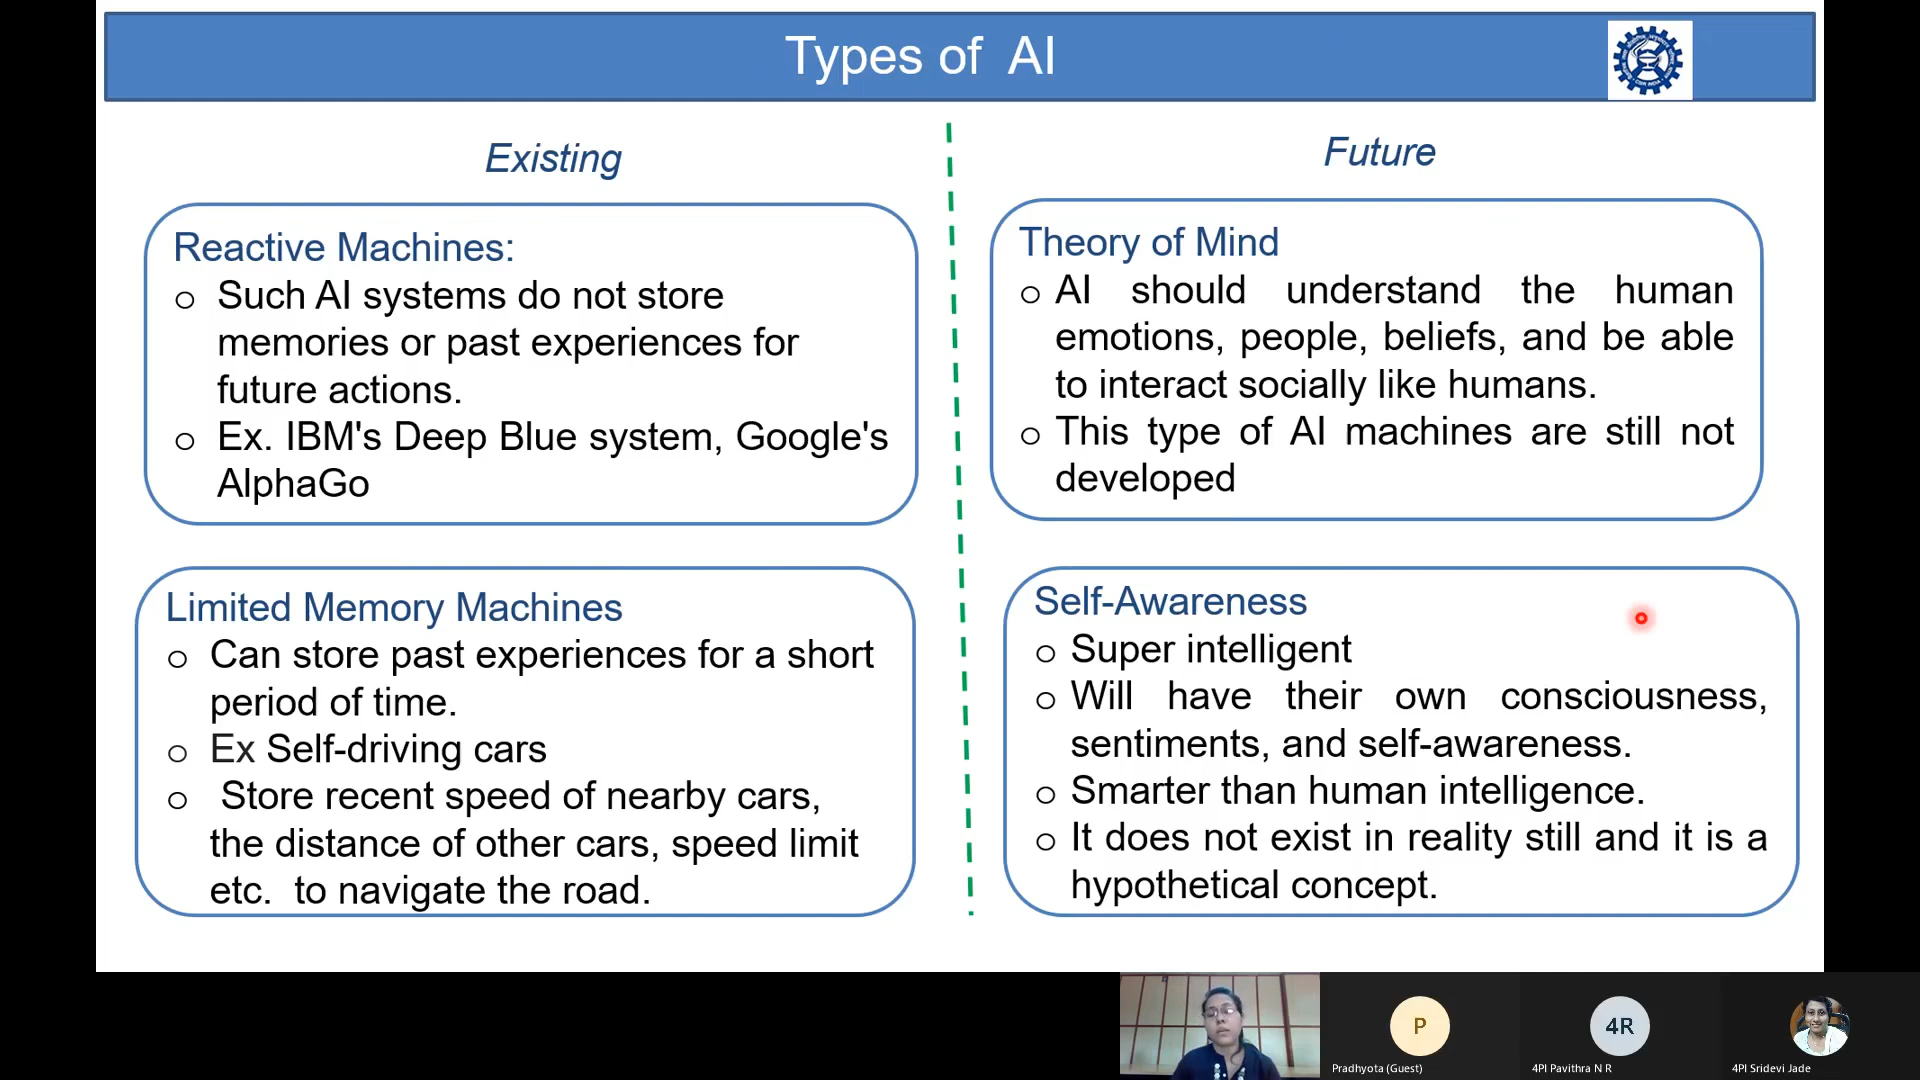 Types of AI
Existing
Reactive Machines:
o Such AI systems do not store
memories or past experiences for
future actions.
o Ex. IBM's Deep Blue system, Google's
AlphaGo
Limited Memory Machines
o Can store past experiences for a short
period of time.
o Ex Self-driving cars
o Store recent speed of nearby cars,
the distance of other cars, speed limit
etc. to navigate the road.
Future
Theory of Mind
o AI should understand the human
emotions, people, beliefs, and be able
to interact socially like humans.
o This type of AI machines are still not
developed
Self-Awareness
o Super intelligent
o Will have their own consciousness,
sentiments, and self-awareness.
o Smarter than human intelligence.
o It does not exist in reality still and it is a
hypothetical concept.
P
Pradhyota (Guest)
4R
4PI Pavithra N R
4PI Sridevi Jade